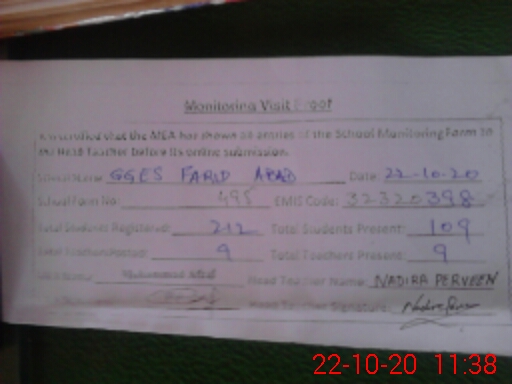 Monitoring Visit Proof
It is certified that the MEA has shown all entries of the School Monitoring Form to
the Head Teacher before its online submission.
School Name: GGES FARID ABAD Date: 22-10-20
School Form No: 495 EMIS Code: 32320398
Total Students Registered: 212 Total Students Present: 109
Total Teachers Posted: 9 Total Teachers Present: 9
Name: Muhammad Head Teacher Name: NADIRA PERVEEN
Head Teacher Signature:
22-10-20 11:38